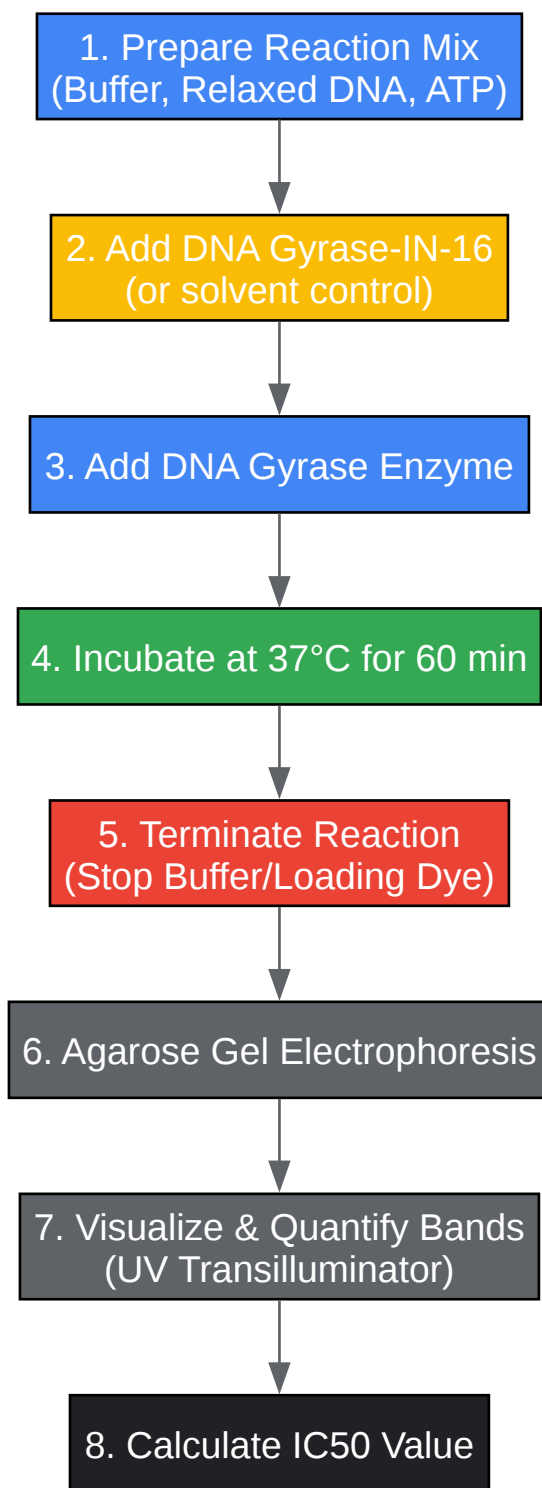 1. Prepare Reaction Mix
(Buffer, Relaxed DNA, ATP)
2. Add DNA Gyrase-IN-16
(or solvent control)
3. Add DNA Gyrase Enzyme
4. Incubate at 37°C for 60 min
5. Terminate Reaction
(Stop Buffer/Loading Dye)
6. Agarose Gel Electrophoresis
7. Visualize & Quantify Bands
(UV Transilluminator)
8. Calculate IC50 Value